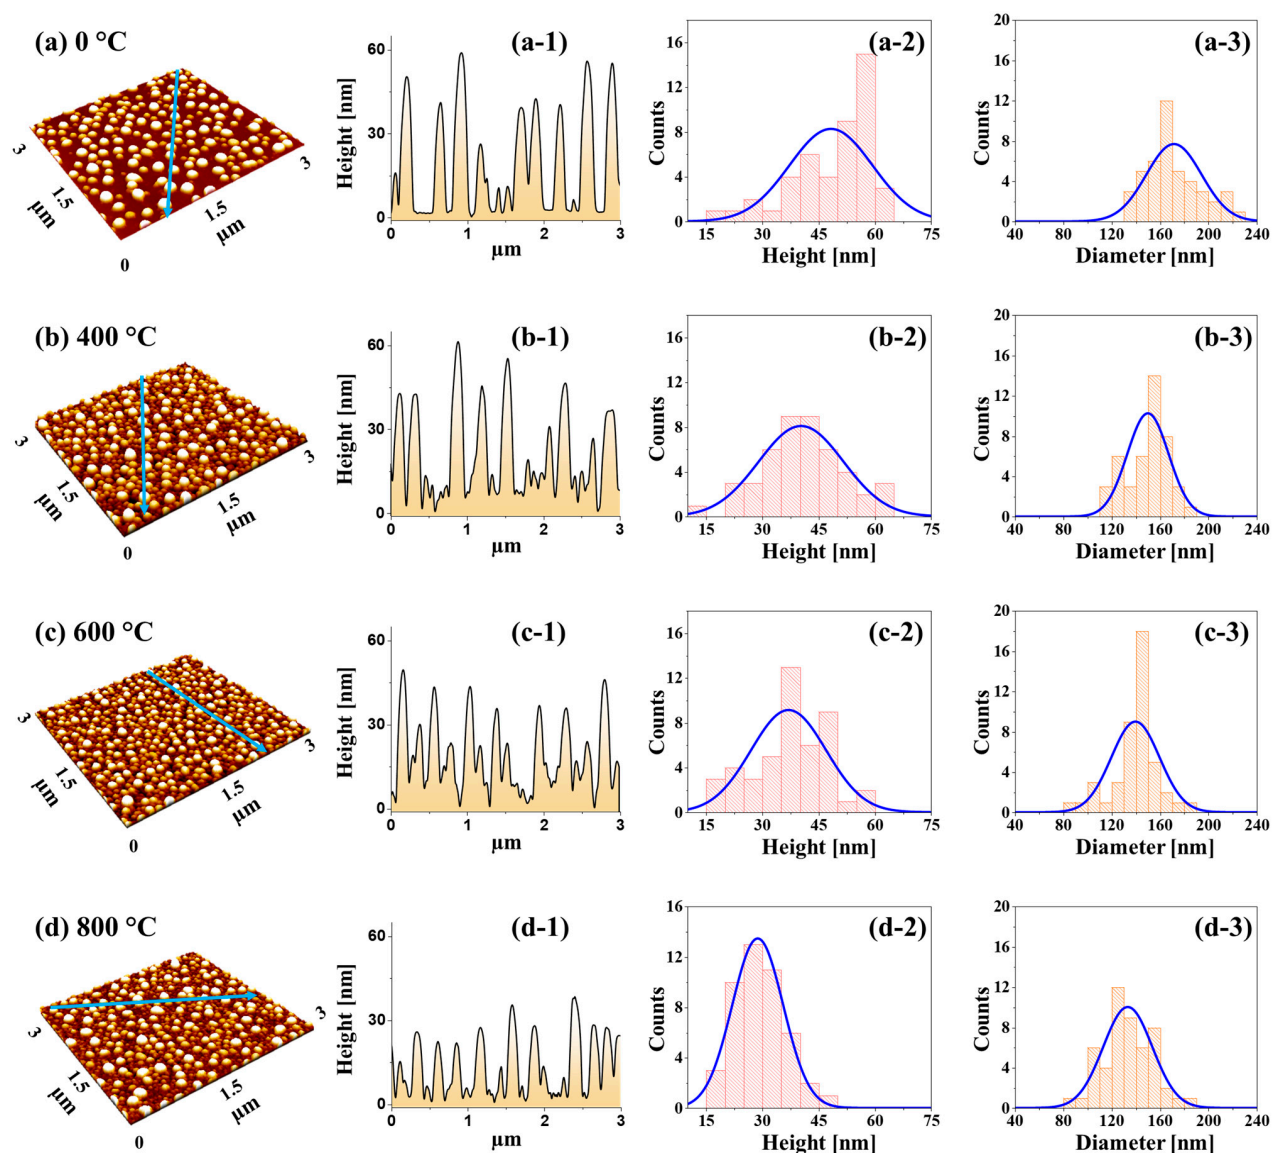 (a) 0 °C
3
1.5
µm
0
1.5
µm
3
(a-1)
Height [nm]
60
30
0
0 1 2 3
µm
(a-2)
Counts
16
12
8
4
0
15 30 45 60 75
Height [nm]
(a-3)
Counts
20
16
12
8
4
0
40 80 120 160 200 240
Diameter [nm]
(b) 400 °C
3
1.5
µm
0
1.5
µm
3
(b-1)
Height [nm]
60
30
0
0 1 2 3
µm
(b-2)
Counts
16
12
8
4
0
15 30 45 60 75
Height [nm]
(b-3)
Counts
20
16
12
8
4
0
40 80 120 160 200 240
Diameter [nm]
(c) 600 °C
3
1.5
µm
0
1.5
µm
3
(c-1)
Height [nm]
60
30
0
0 1 2 3
µm
(c-2)
Counts
16
12
8
4
0
15 30 45 60 75
Height [nm]
(c-3)
Counts
20
16
12
8
4
0
40 80 120 160 200 240
Diameter [nm]
(d) 800 °C
3
1.5
µm
0
1.5
µm
3
(d-1)
Height [nm]
60
30
0
0 1 2 3
µm
(d-2)
Counts
16
12
8
4
0
15 30 45 60 75
Height [nm]
(d-3)
Counts
20
16
12
8
4
0
40 80 120 160 200 240
Diameter [nm]